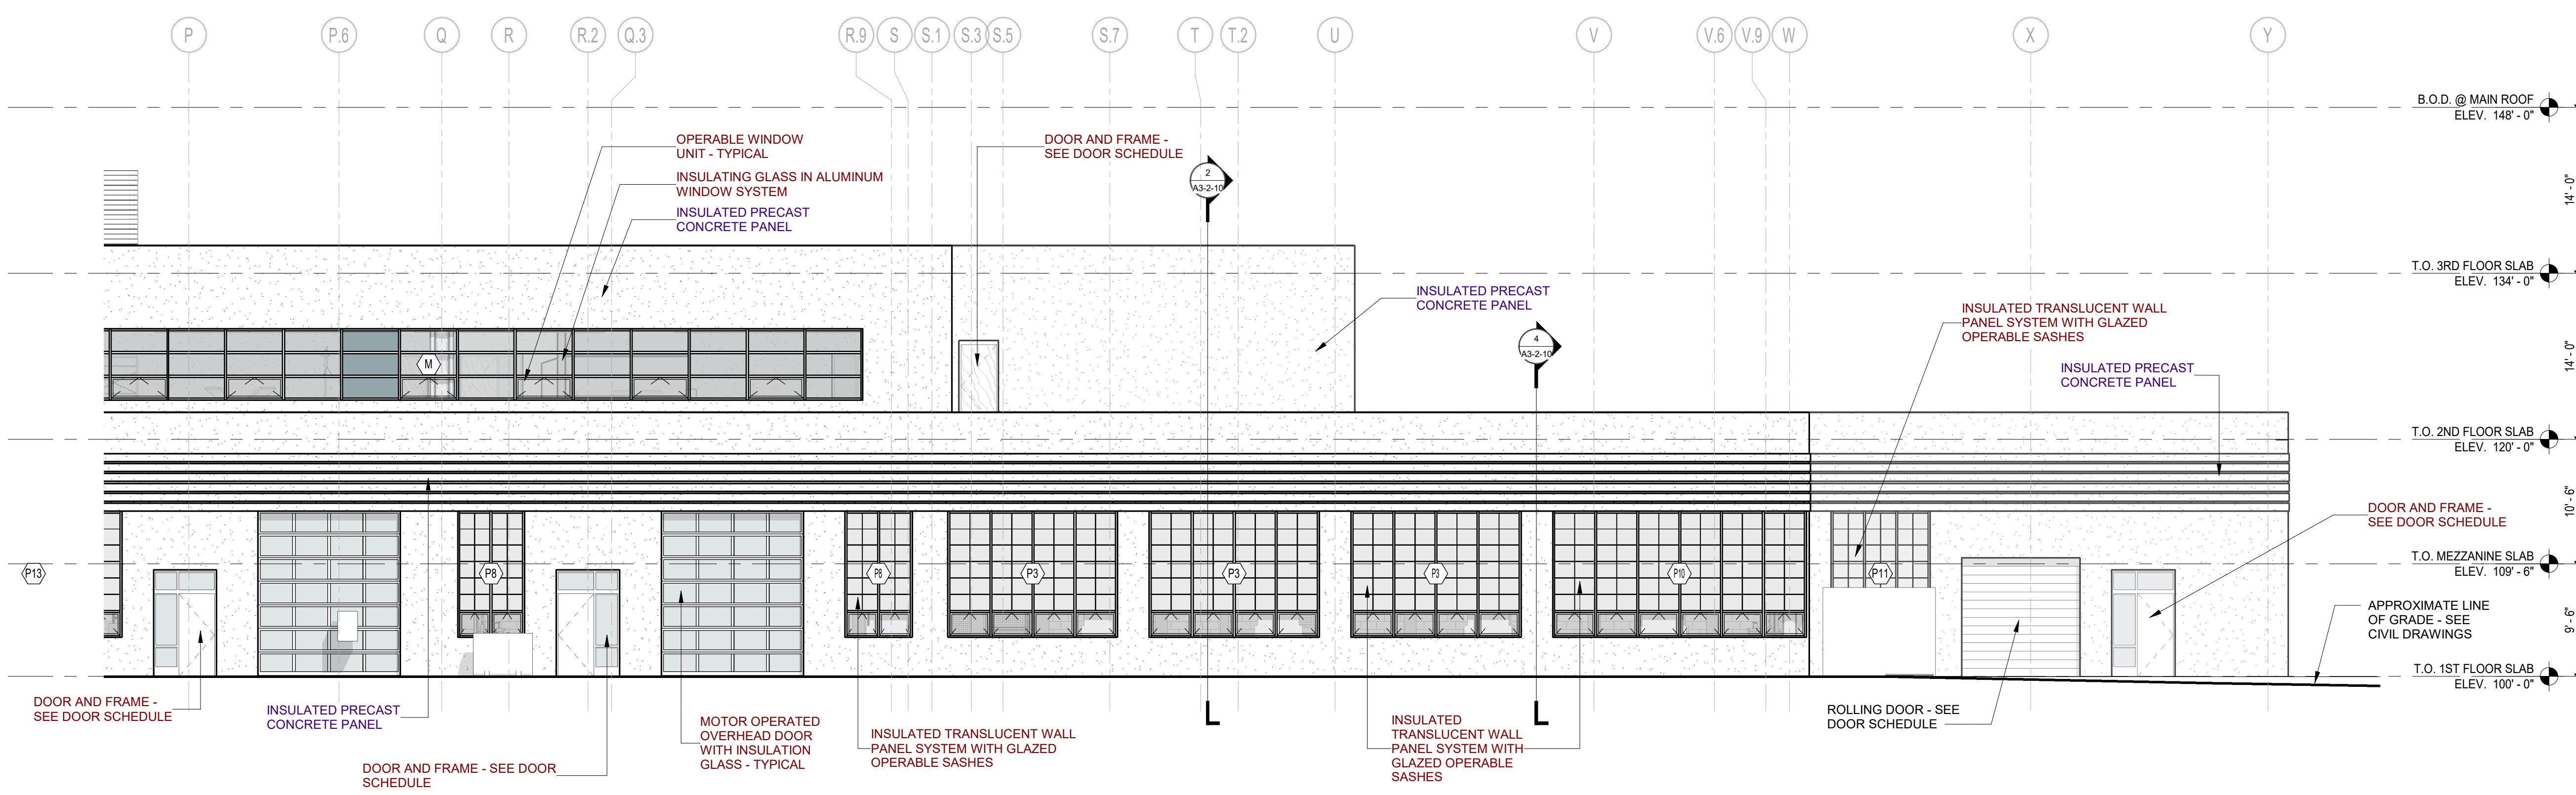 P
P.6
Q
R
R.2
Q.3
R.9
S
S.1
S.3
S.5
S.7
T
T.2
U
V
V.6
V.9
W
X
Y
B.O.D. @ MAIN ROOF
ELEV. 148' - 0"
OPERABLE WINDOW
UNIT - TYPICAL
INSULATING GLASS IN ALUMINUM
WINDOW SYSTEM
INSULATED PRECAST
CONCRETE PANEL
DOOR AND FRAME -
SEE DOOR SCHEDULE
2
A3-2-10
14' - 0"
T.O. 3RD FLOOR SLAB
ELEV. 134' - 0"
INSULATED PRECAST
CONCRETE PANEL
4
A3-2-10
INSULATED TRANSLUCENT WALL
PANEL SYSTEM WITH GLAZED
OPERABLE SASHES
INSULATED PRECAST
CONCRETE PANEL
14' - 0"
M
T.O. 2ND FLOOR SLAB
ELEV. 120' - 0"
10' - 6"
DOOR AND FRAME -
SEE DOOR SCHEDULE
T.O. MEZZANINE SLAB
ELEV. 109' - 6"
P13
P8
P8
P3
P3
P3
P10
P11
APPROXIMATE LINE
OF GRADE - SEE
CIVIL DRAWINGS
9' - 6"
T.O. 1ST FLOOR SLAB
ELEV. 100' - 0"
DOOR AND FRAME -
SEE DOOR SCHEDULE
INSULATED PRECAST
CONCRETE PANEL
DOOR AND FRAME - SEE DOOR
SCHEDULE
MOTOR OPERATED
OVERHEAD DOOR
WITH INSULATION
GLASS - TYPICAL
INSULATED TRANSLUCENT WALL
PANEL SYSTEM WITH GLAZED
OPERABLE SASHES
INSULATED
TRANSLUCENT WALL
PANEL SYSTEM WITH
GLAZED OPERABLE
SASHES
ROLLING DOOR - SEE
DOOR SCHEDULE